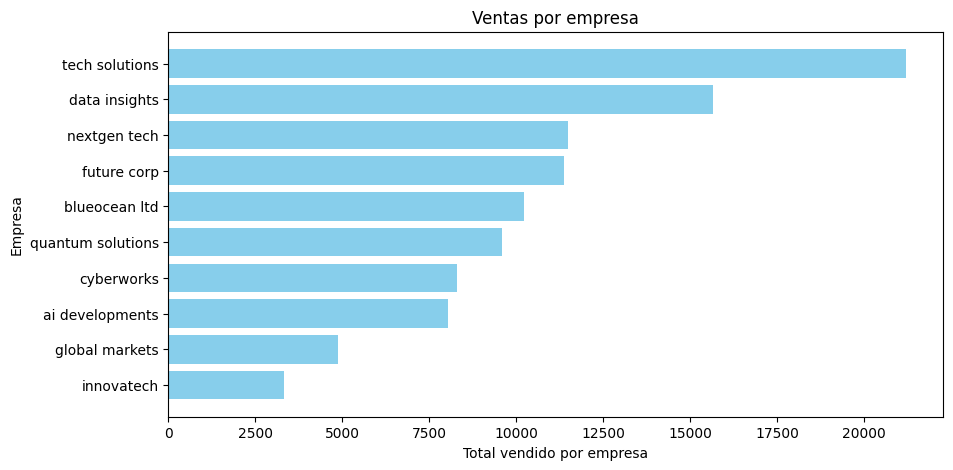 Ventas por empresa
Empresa
tech solutions
data insights
nextgen tech
future corp
blueocean ltd
quantum solutions
cyberworks
ai developments
global markets
innovatech
0 2500 5000 7500 10000 12500 15000 17500 20000
Total vendido por empresa